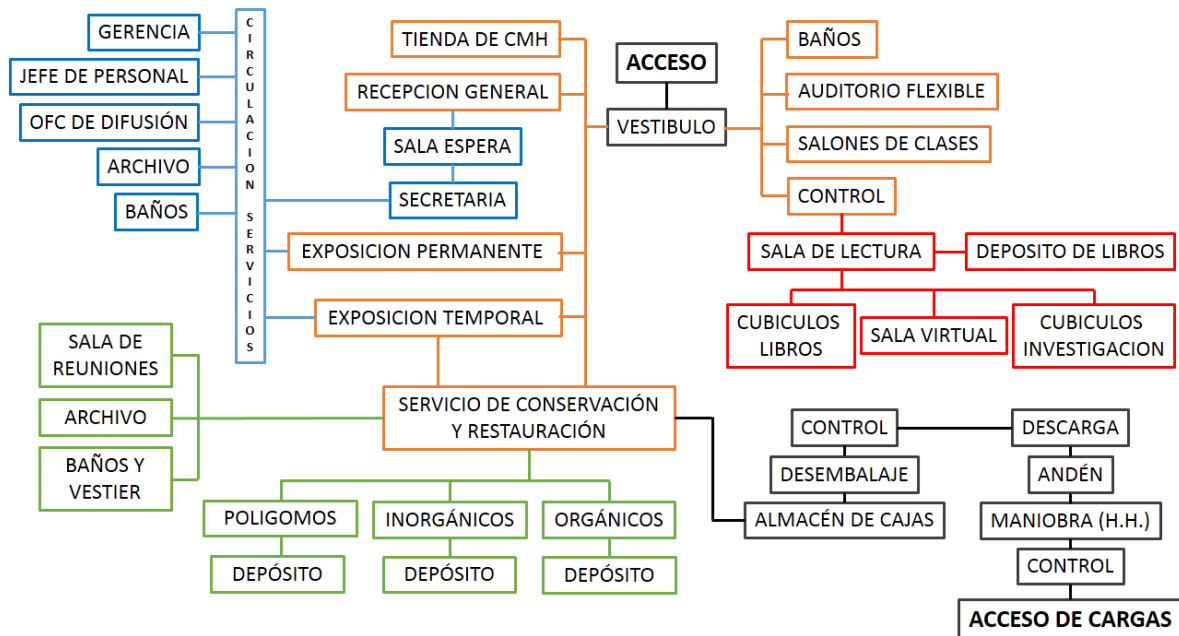 GERENCIA
JEFE DE PERSONAL
OFC DE DIFUSIÓN
ARCHIVO
BAÑOS
CIRCULACION SERVICIOS
TIENDA DE CMH
RECEPCION GENERAL
SALA ESPERA
SECRETARIA
EXPOSICION PERMANENTE
EXPOSICION TEMPORAL
ACCESO
VESTIBULO
BAÑOS
AUDITORIO FLEXIBLE
SALONES DE CLASES
CONTROL
SALA DE LECTURA
DEPOSITO DE LIBROS
CUBICULOS
LIBROS
SALA VIRTUAL
CUBICULOS
INVESTIGACION
SALA DE
REUNIONES
ARCHIVO
BAÑOS Y
VESTIER
SERVICIO DE CONSERVACIÓN
Y RESTAURACIÓN
POLIGOMOS
INORGÁNICOS
ORGÁNICOS
DEPÓSITO
DEPÓSITO
DEPÓSITO
CONTROL
DESCARGA
DESEMBALAJE
ANDÉN
ALMACÉN DE CAJAS
MANIOBRA (H.H.)
CONTROL
ACCESO DE CARGAS